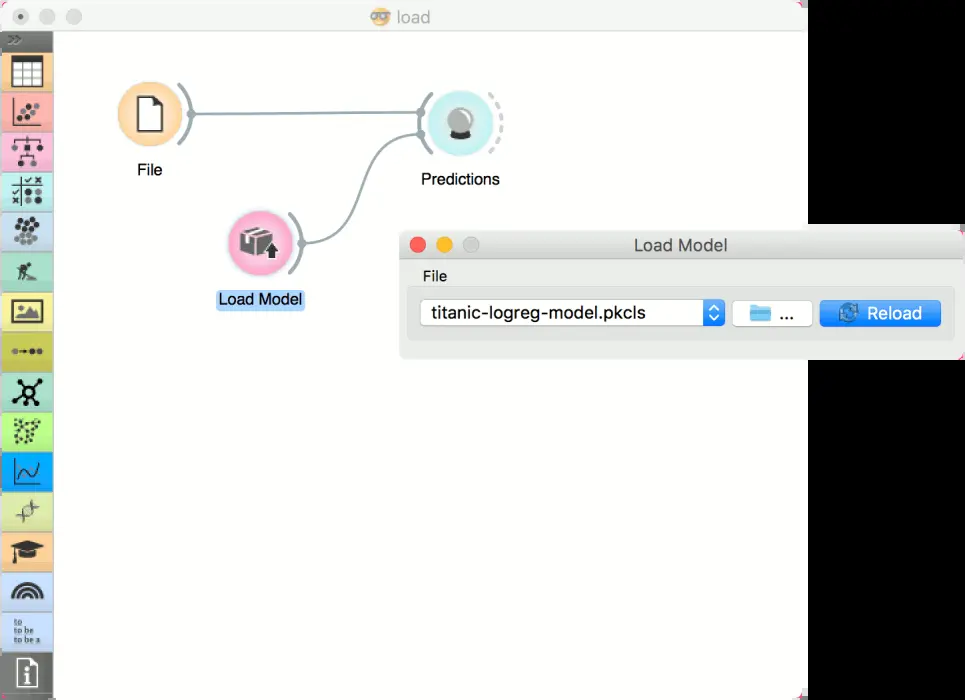 load
File
Predictions
Load Model
Load Model
File
titanic-logreg-model.pkcls
...
Reload
to
to be
to be a